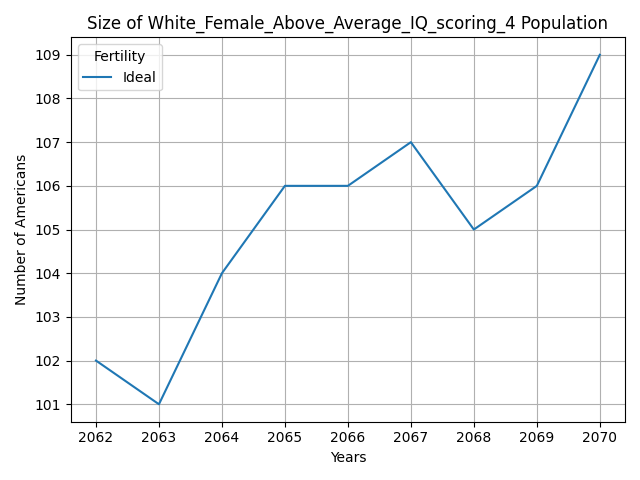 Size of White_Female_Above_Average_IQ_scoring_4 Population
Fertility
Ideal
Number of Americans
109
108
107
106
105
104
103
102
101
2062 2063 2064 2065 2066 2067 2068 2069 2070
Years